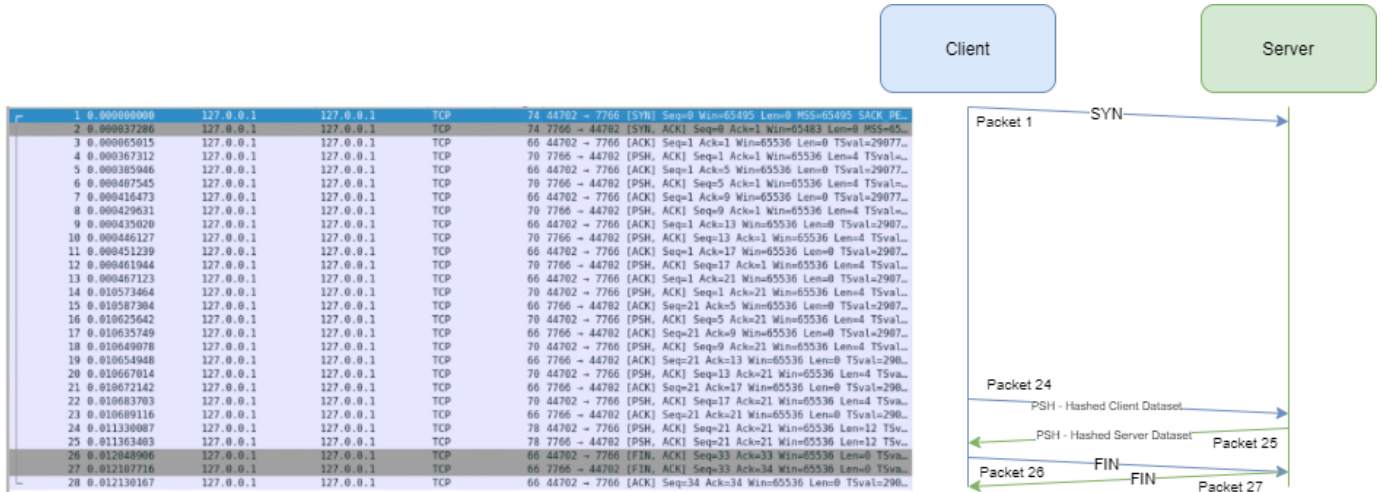 Client
Server
1 0.000000000 127.0.0.1 127.0.0.1 TCP 74 44702 → 7766 [SYN] Seq=0 Win=65495 Len=0 MSS=65495 SACK_PE…
2 0.000037286 127.0.0.1 127.0.0.1 TCP 74 7766 → 44702 [SYN, ACK] Seq=0 Ack=1 Win=65483 Len=0 MSS=65…
3 0.000065015 127.0.0.1 127.0.0.1 TCP 66 44702 → 7766 [ACK] Seq=1 Ack=1 Win=65536 Len=0 TSval=29077…
4 0.000367312 127.0.0.1 127.0.0.1 TCP 70 7766 → 44702 [PSH, ACK] Seq=1 Ack=1 Win=65536 Len=4 TSval=…
5 0.000385946 127.0.0.1 127.0.0.1 TCP 66 44702 → 7766 [ACK] Seq=1 Ack=5 Win=65536 Len=0 TSval=29077…
6 0.000407545 127.0.0.1 127.0.0.1 TCP 70 7766 → 44702 [PSH, ACK] Seq=5 Ack=1 Win=65536 Len=4 TSval=…
7 0.000416473 127.0.0.1 127.0.0.1 TCP 66 44702 → 7766 [ACK] Seq=1 Ack=9 Win=65536 Len=0 TSval=29077…
8 0.000429631 127.0.0.1 127.0.0.1 TCP 70 7766 → 44702 [PSH, ACK] Seq=9 Ack=1 Win=65536 Len=4 TSval=…
9 0.000435020 127.0.0.1 127.0.0.1 TCP 66 44702 → 7766 [ACK] Seq=1 Ack=13 Win=65536 Len=0 TSval=2907…
10 0.000446127 127.0.0.1 127.0.0.1 TCP 70 7766 → 44702 [PSH, ACK] Seq=13 Ack=1 Win=65536 Len=4 TSval…
11 0.000451239 127.0.0.1 127.0.0.1 TCP 66 44702 → 7766 [ACK] Seq=1 Ack=17 Win=65536 Len=0 TSval=2907…
12 0.000461944 127.0.0.1 127.0.0.1 TCP 70 7766 → 44702 [PSH, ACK] Seq=17 Ack=1 Win=65536 Len=4 TSval…
13 0.000467123 127.0.0.1 127.0.0.1 TCP 66 44702 → 7766 [ACK] Seq=1 Ack=21 Win=65536 Len=0 TSval=2907…
14 0.010573464 127.0.0.1 127.0.0.1 TCP 70 44702 → 7766 [PSH, ACK] Seq=1 Ack=21 Win=65536 Len=4 TSval…
15 0.010587304 127.0.0.1 127.0.0.1 TCP 66 7766 → 44702 [ACK] Seq=21 Ack=5 Win=65536 Len=0 TSval=2907…
16 0.010625642 127.0.0.1 127.0.0.1 TCP 70 44702 → 7766 [PSH, ACK] Seq=5 Ack=21 Win=65536 Len=4 TSval…
17 0.010635749 127.0.0.1 127.0.0.1 TCP 66 7766 → 44702 [ACK] Seq=21 Ack=9 Win=65536 Len=0 TSval=2907…
18 0.010649078 127.0.0.1 127.0.0.1 TCP 70 44702 → 7766 [PSH, ACK] Seq=9 Ack=21 Win=65536 Len=4 TSval…
19 0.010654948 127.0.0.1 127.0.0.1 TCP 66 7766 → 44702 [ACK] Seq=21 Ack=13 Win=65536 Len=0 TSval=290…
20 0.010667014 127.0.0.1 127.0.0.1 TCP 70 44702 → 7766 [PSH, ACK] Seq=13 Ack=21 Win=65536 Len=4 TSva…
21 0.010672142 127.0.0.1 127.0.0.1 TCP 66 7766 → 44702 [ACK] Seq=21 Ack=17 Win=65536 Len=0 TSval=290…
22 0.010683703 127.0.0.1 127.0.0.1 TCP 70 44702 → 7766 [PSH, ACK] Seq=17 Ack=21 Win=65536 Len=4 TSva…
23 0.010689116 127.0.0.1 127.0.0.1 TCP 66 7766 → 44702 [ACK] Seq=21 Ack=21 Win=65536 Len=0 TSval=290…
24 0.011330087 127.0.0.1 127.0.0.1 TCP 78 44702 → 7766 [PSH, ACK] Seq=21 Ack=21 Win=65536 Len=12 TSv…
25 0.011363403 127.0.0.1 127.0.0.1 TCP 78 7766 → 44702 [PSH, ACK] Seq=21 Ack=21 Win=65536 Len=12 TSv…
26 0.012048906 127.0.0.1 127.0.0.1 TCP 66 44702 → 7766 [FIN, ACK] Seq=33 Ack=33 Win=65536 Len=0 TSva…
27 0.012107716 127.0.0.1 127.0.0.1 TCP 66 7766 → 44702 [FIN, ACK] Seq=33 Ack=34 Win=65536 Len=0 TSva…
28 0.012130167 127.0.0.1 127.0.0.1 TCP 66 44702 → 7766 [ACK] Seq=34 Ack=34 Win=65536 Len=0 TSval=290…
SYN
Packet 1
Packet 24
PSH - Hashed Client Dataset
PSH - Hashed Server Dataset
Packet 25
FIN
Packet 26
FIN
Packet 27